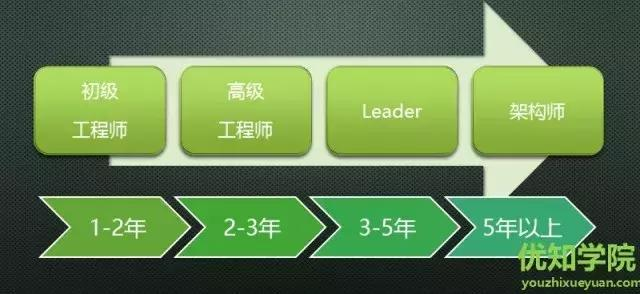 初级
工程师
高级
工程师
Leader
架构师
1-2年
2-3年
3-5年
5年以上
优知学院
youzhixueyuan.com